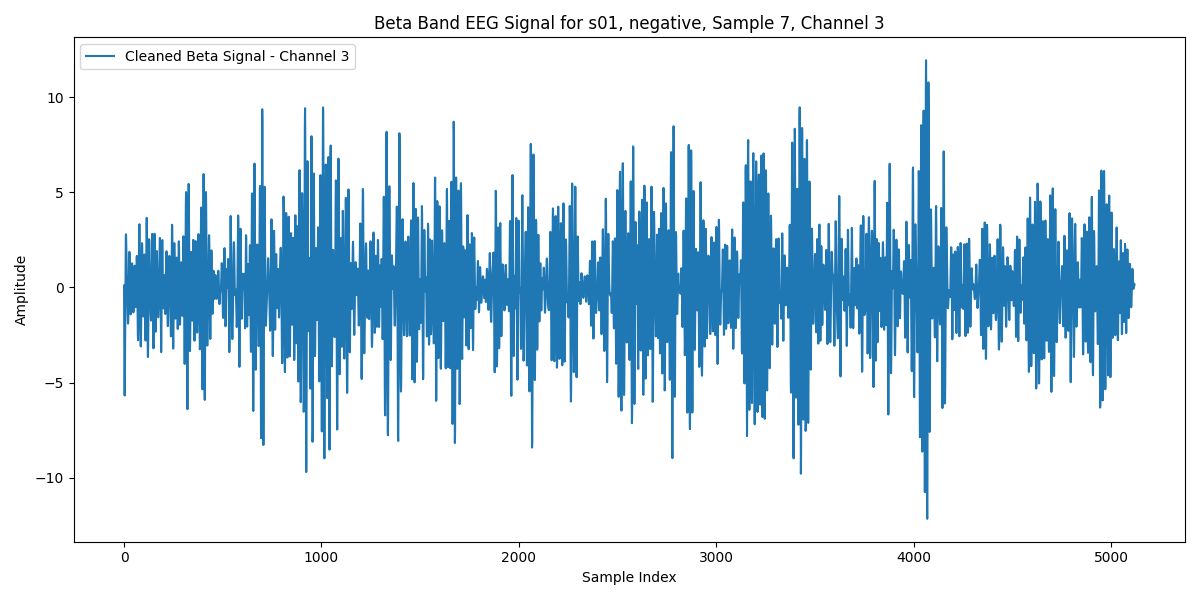 Beta Band EEG Signal for s01, negative, Sample 7, Channel 3
Cleaned Beta Signal - Channel 3
Amplitude
10
5
0
−5
−10
0 1000 2000 3000 4000 5000
Sample Index